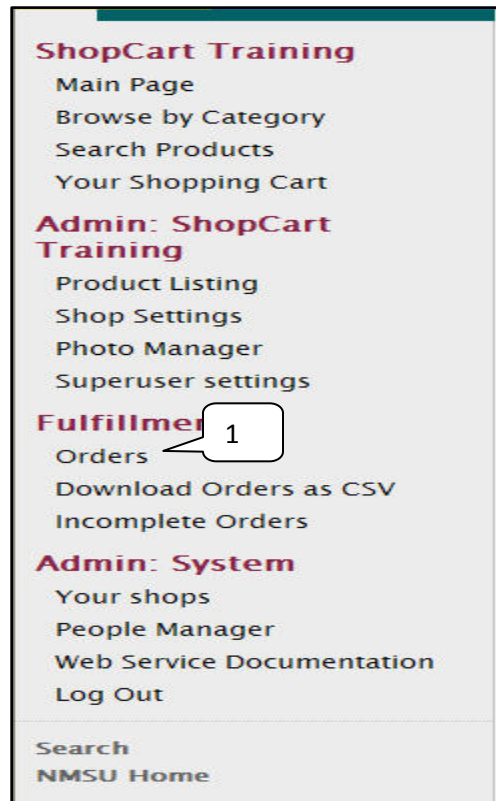 ShopCart Training
Main Page
Browse by Category
Search Products
Your Shopping Cart
Admin: ShopCart
Training
Product Listing
Shop Settings
Photo Manager
Superuser settings
Fulfillmen
1
Orders
Download Orders as CSV
Incomplete Orders
Admin: System
Your shops
People Manager
Web Service Documentation
Log Out
Search
NMSU Home